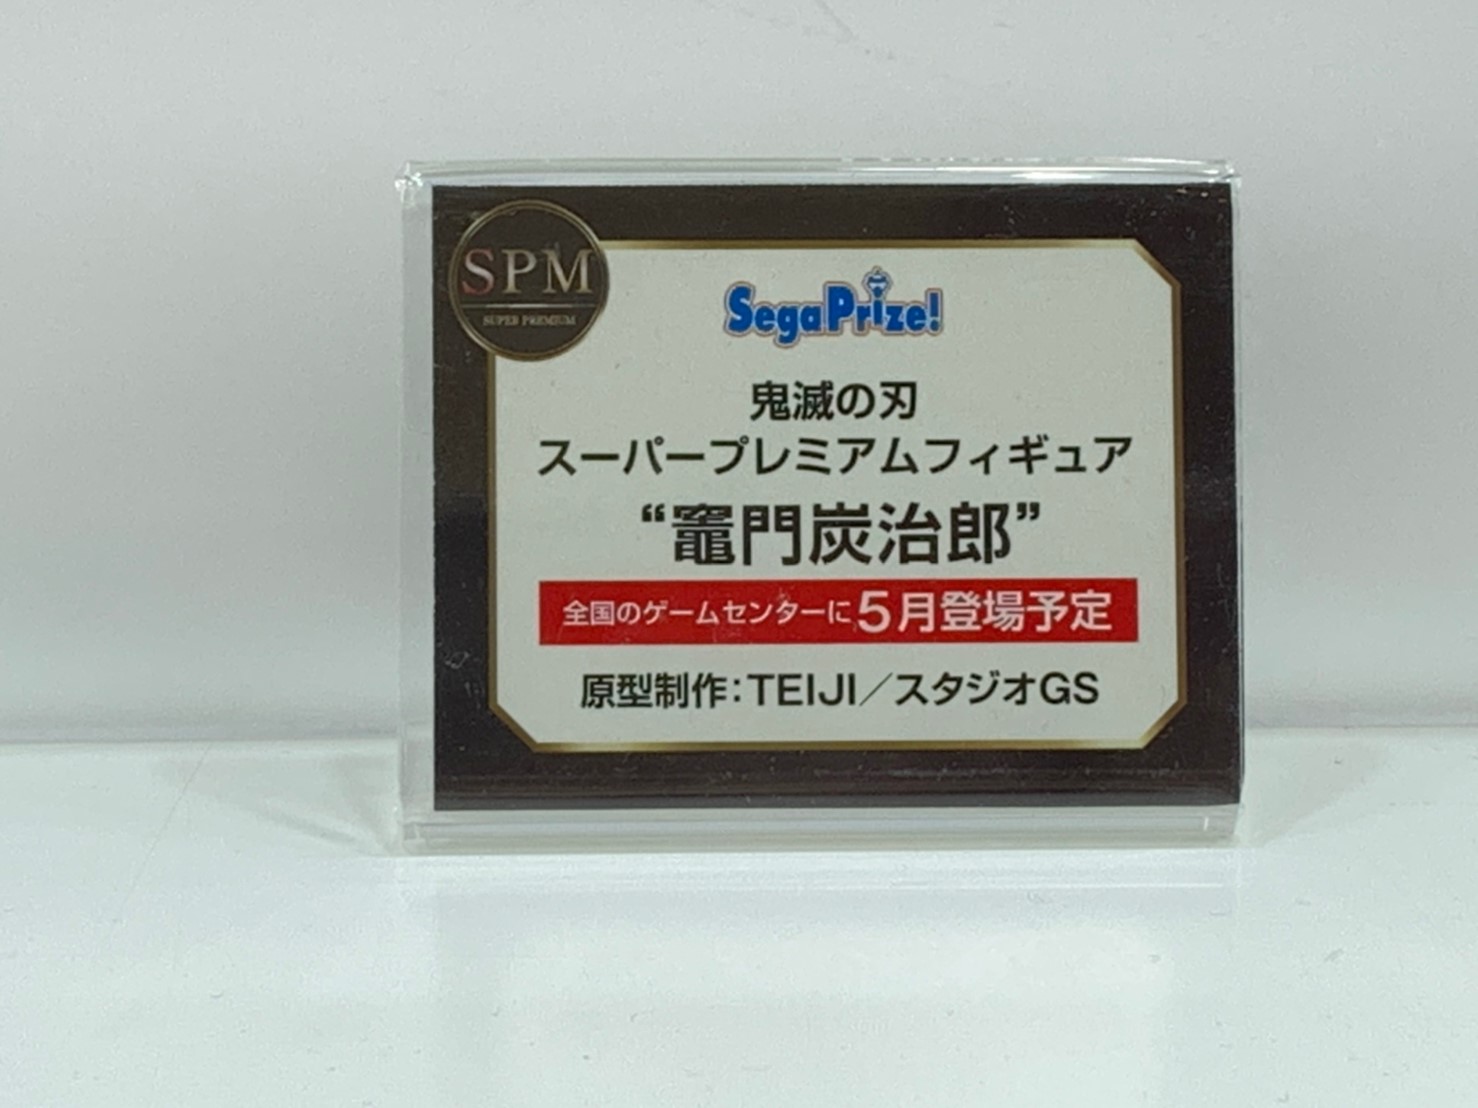 SPM
SUPER PREMIUM
SegaPrize!
鬼滅の刃
スーパープレミアムフィギュア
“竈門炭治郎”
全国のゲームセンターに5月登場予定
原型制作：TEIJI／スタジオGS